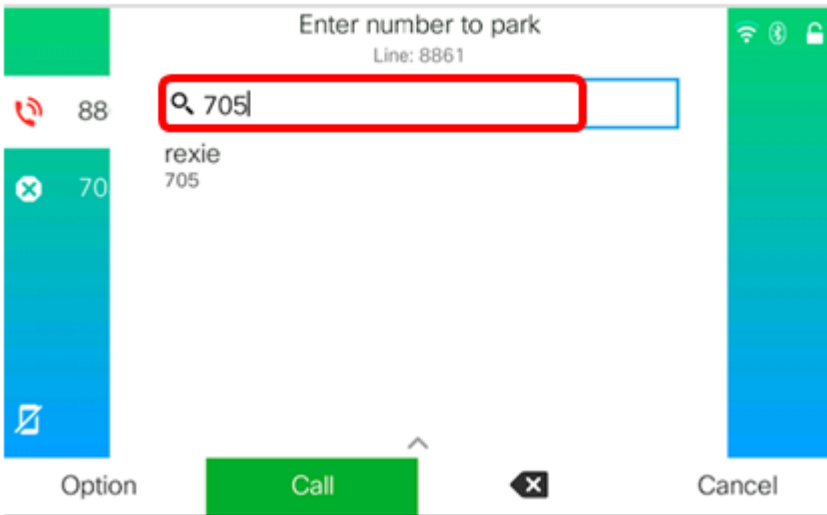 Enter number to park
Line: 8861
88
705
rexie
705
70
Option
Call
Cancel